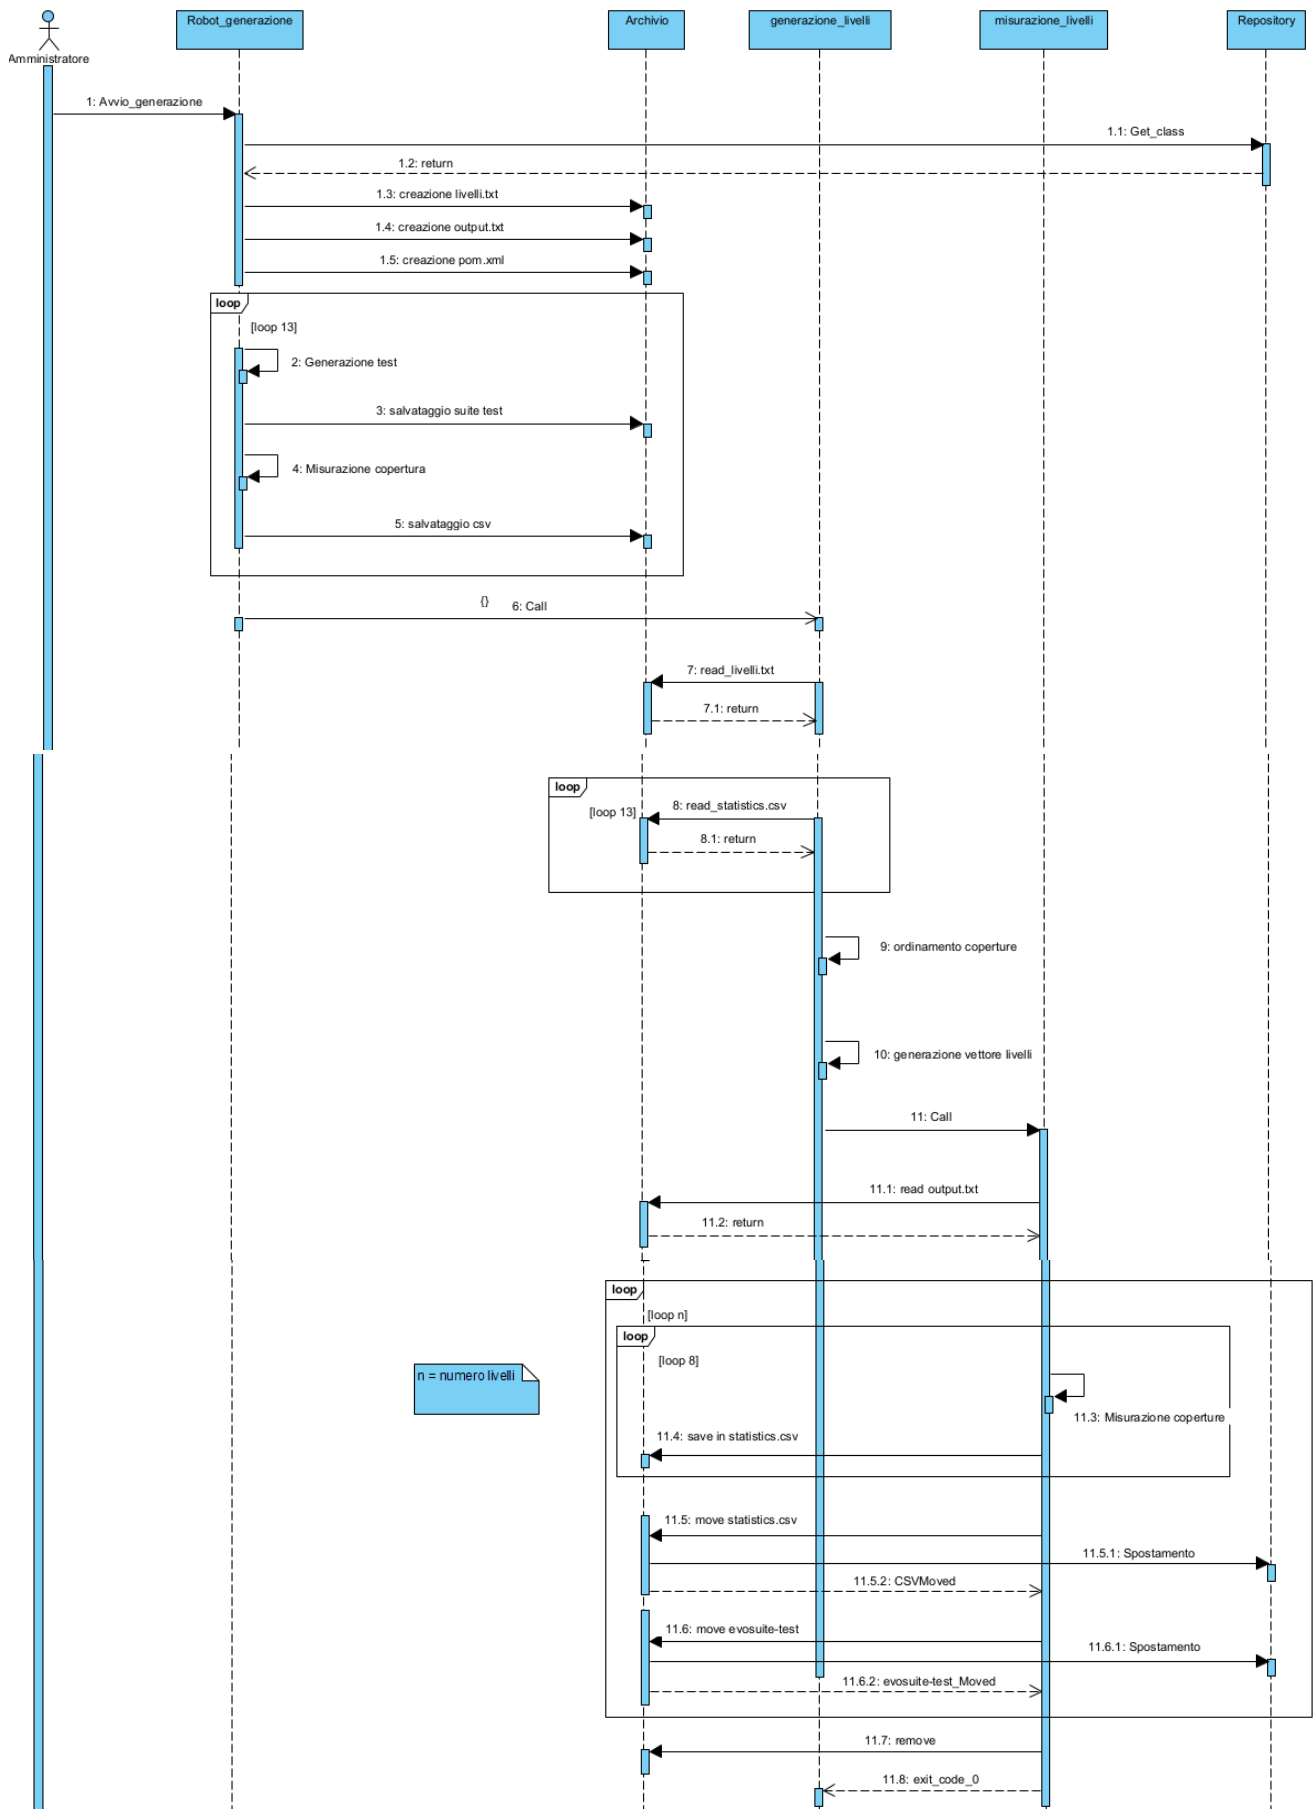 Amministratore
Robot_generazione
Archivio
generazione_livelli
misurazione_livelli
Repository
1: Avvio_generazione
1.1: Get_class
1.2: return
1.3: creazione livelli.txt
1.4: creazione output.txt
1.5: creazione pom.xml
loop
[loop 13]
2: Generazione test
3: salvataggio suite test
4: Misurazione copertura
5: salvataggio csv
{}
6: Call
7: read_livelli.txt
7.1: return
loop
[loop 13]
8: read_statistics.csv
8.1: return
9: ordinamento coperture
10: generazione vettore livelli
11: Call
11.1: read output.txt
11.2: return
loop
[loop n]
loop
[loop 8]
n = numero livelli
11.3: Misurazione coperture
11.4: save in statistics.csv
11.5: move statistics.csv
11.5.1: Spostamento
11.5.2: CSVMoved
11.6: move evosuite-test
11.6.1: Spostamento
11.6.2: evosuite-test_Moved
11.7: remove
11.8: exit_code_0